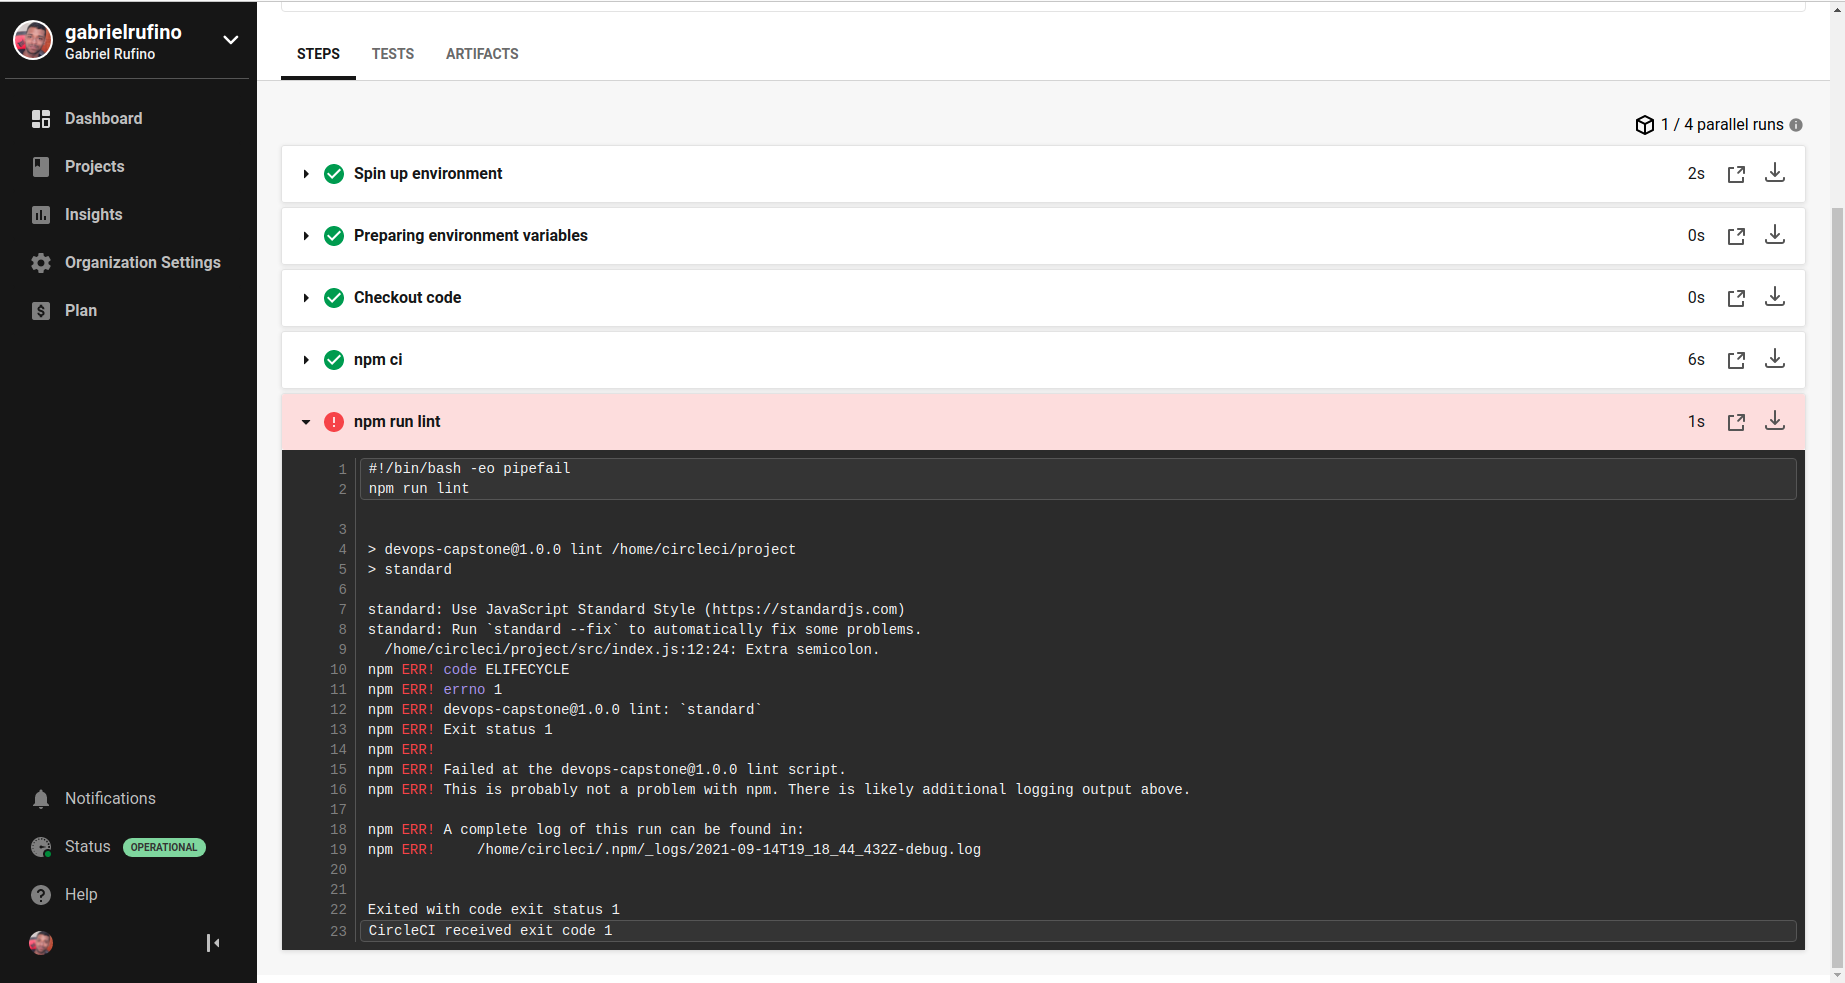 gabrielrufino
Gabriel Rufino
Dashboard
Projects
Insights
Organization Settings
Plan
Notifications
Status OPERATIONAL
Help
STEPS TESTS ARTIFACTS
1 / 4 parallel runs
Spin up environment 2s
Preparing environment variables 0s
Checkout code 0s
npm ci 6s
npm run lint 1s
1 #!/bin/bash -eo pipefail
2 npm run lint
3
4 > devops-capstone@1.0.0 lint /home/circleci/project
5 > standard
6
7 standard: Use JavaScript Standard Style (https://standardjs.com)
8 standard: Run `standard --fix` to automatically fix some problems.
9   /home/circleci/project/src/index.js:12:24: Extra semicolon.
10 npm ERR! code ELIFECYCLE
11 npm ERR! errno 1
12 npm ERR! devops-capstone@1.0.0 lint: `standard`
13 npm ERR! Exit status 1
14 npm ERR!
15 npm ERR! Failed at the devops-capstone@1.0.0 lint script.
16 npm ERR! This is probably not a problem with npm. There is likely additional logging output above.
17
18 npm ERR! A complete log of this run can be found in:
19 npm ERR!     /home/circleci/.npm/_logs/2021-09-14T19_18_44_432Z-debug.log
20
21
22 Exited with code exit status 1
23 CircleCI received exit code 1